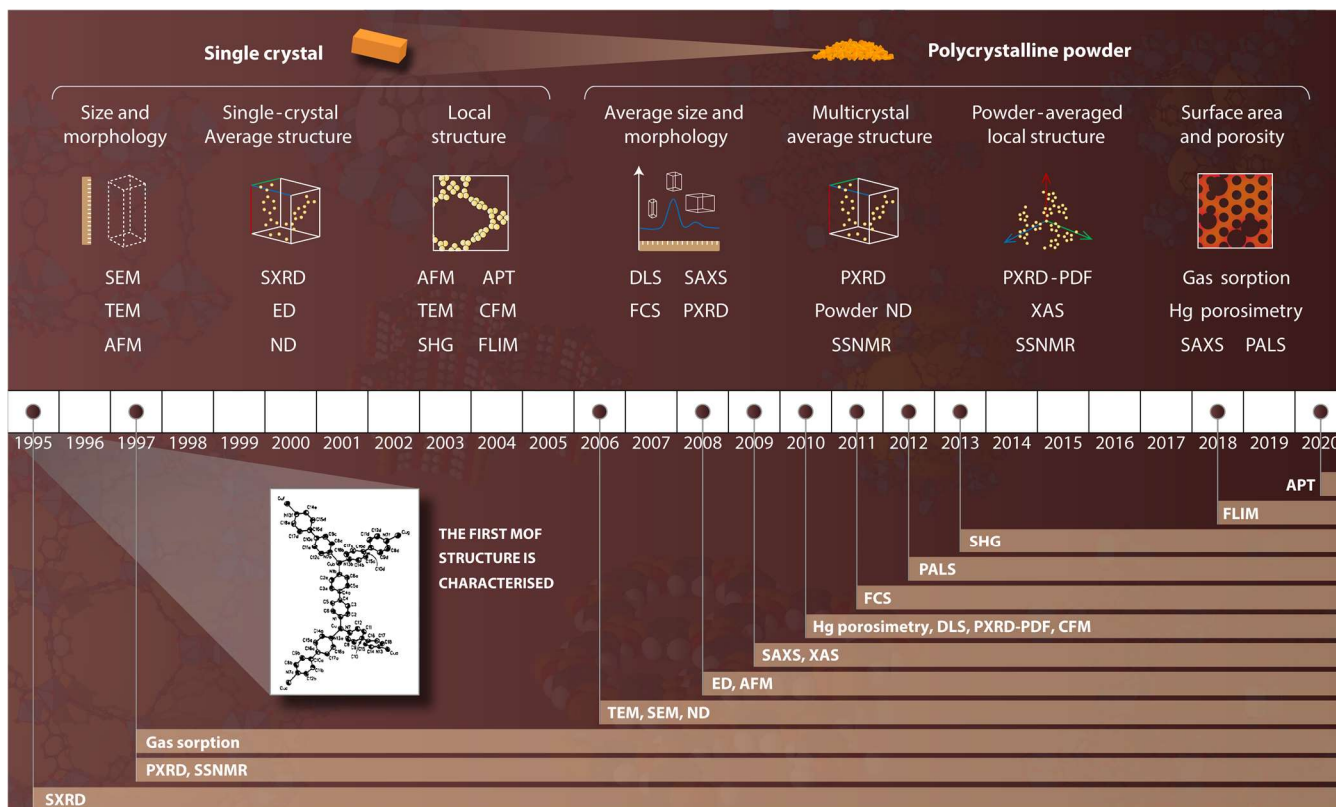 Single crystal
Polycrystalline powder
Size and
morphology
Single-crystal
Average structure
Local
structure
Average size and
morphology
Multicrystal
average structure
Powder-averaged
local structure
Surface area
and porosity
SEM
TEM
AFM
SXRD
ED
ND
AFM APT
TEM CFM
SHG FLIM
DLS SAXS
FCS PXRD
PXRD
Powder ND
SSNMR
PXRD-PDF
XAS
SSNMR
Gas sorption
Hg porosimetry
SAXS PALS
1995 1996 1997 1998 1999 2000 2001 2002 2003 2004 2005 2006 2007 2008 2009 2010 2011 2012 2013 2014 2015 2016 2017 2018 2019 2020
THE FIRST MOF
STRUCTURE IS
CHARACTERISED
APT
FLIM
SHG
PALS
FCS
Hg porosimetry, DLS, PXRD-PDF, CFM
SAXS, XAS
ED, AFM
TEM, SEM, ND
Gas sorption
PXRD, SSNMR
SXRD